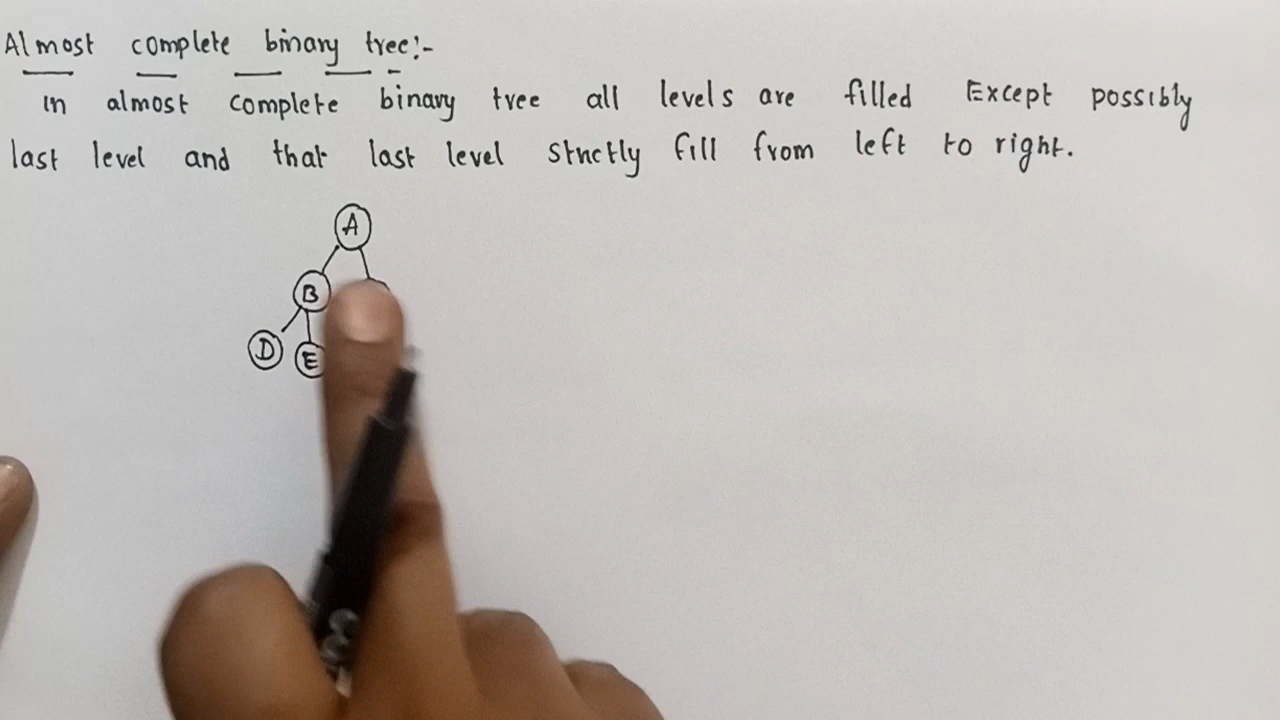 Almost complete binary tree:-
In almost complete binary tree all levels are filled Except possibly
last level and that last level strictly fill from left to right.
A
B
D E